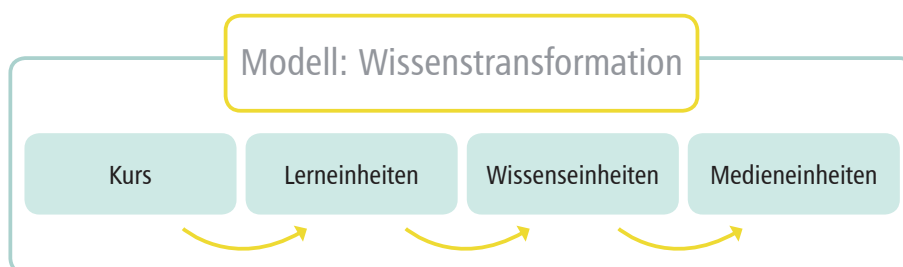 Modell: Wissenstransformation
Kurs
Lerneinheiten
Wissenseinheiten
Medieneinheiten